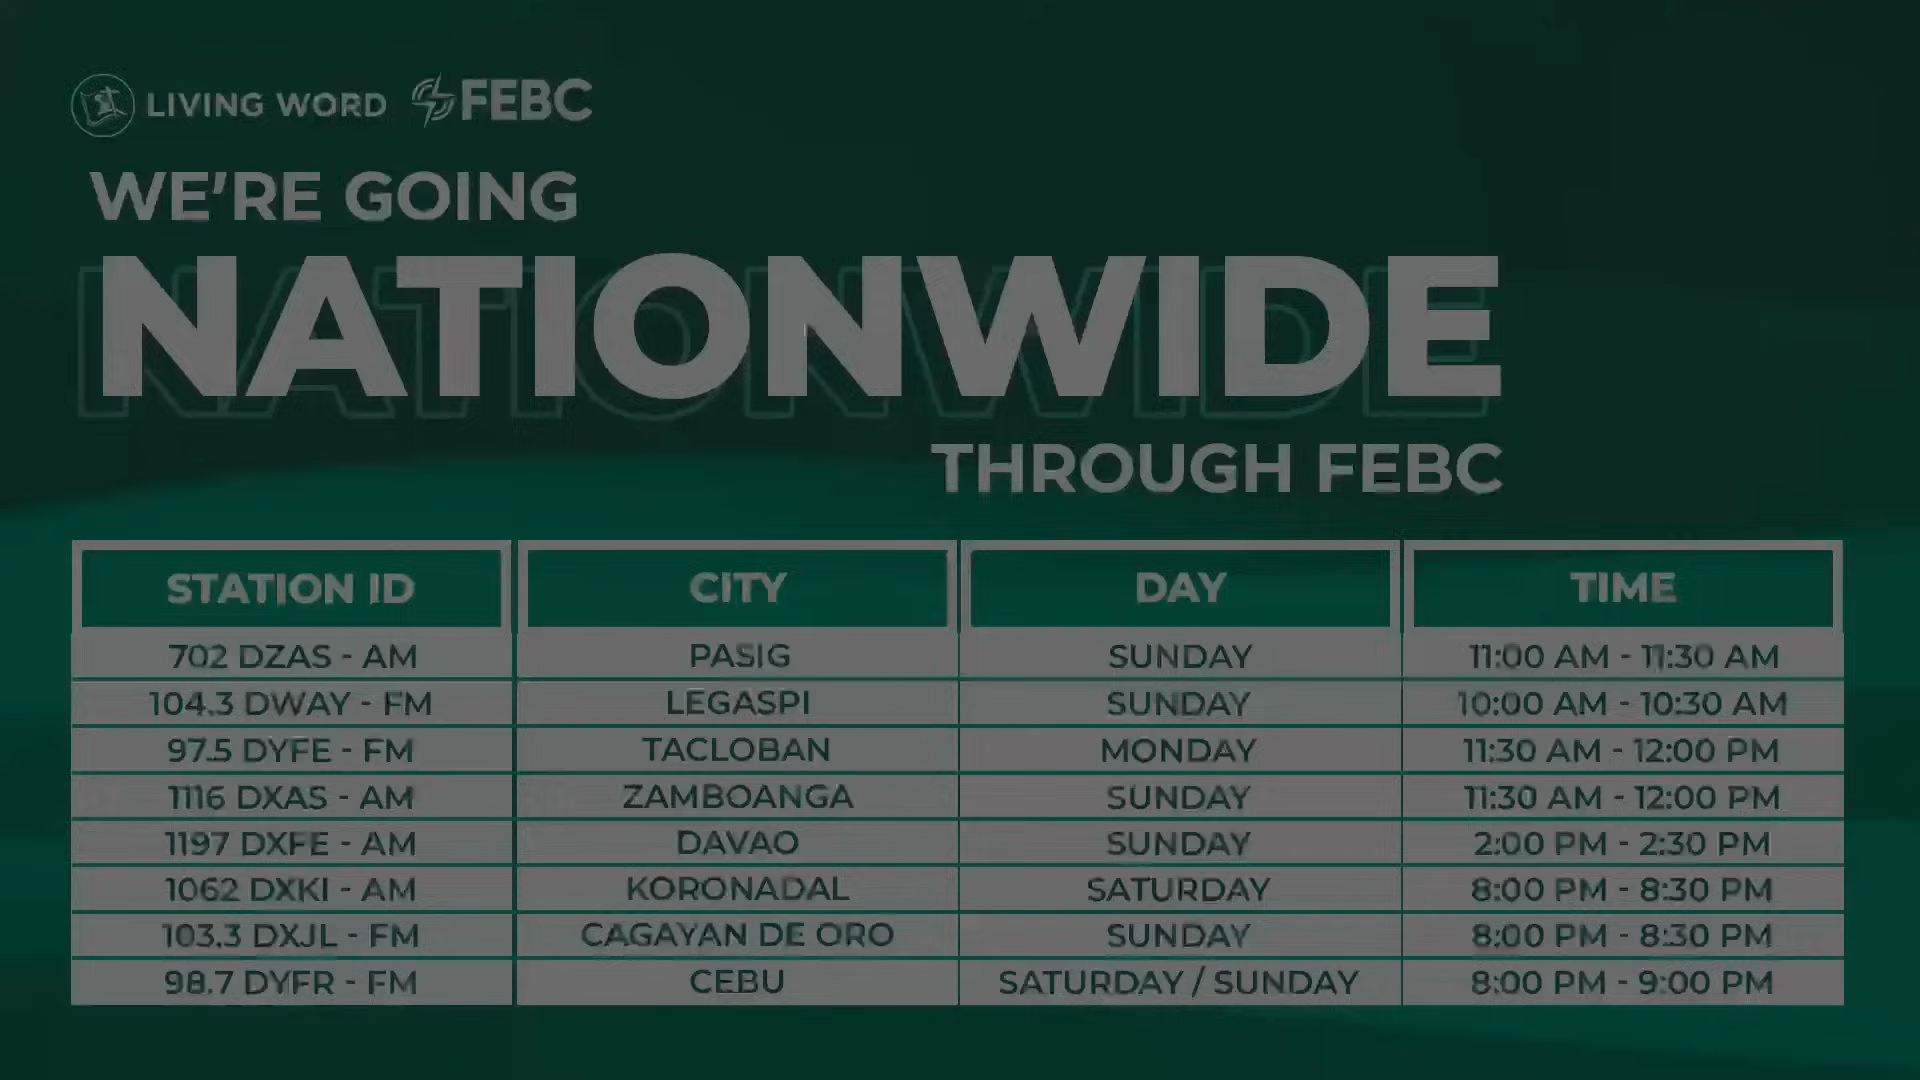 LIVING WORD FEBC
WE'RE GOING
NATIONWIDE
THROUGH FEBC
STATION ID CITY DAY TIME
702 DZAS - AM PASIG SUNDAY 11:00 AM - 11:30 AM
104.3 DWAY - FM LEGASPI SUNDAY 10:00 AM - 10:30 AM
97.5 DYFE - FM TACLOBAN MONDAY 11:30 AM - 12:00 PM
1116 DXAS - AM ZAMBOANGA SUNDAY 11:30 AM - 12:00 PM
1197 DXFE - AM DAVAO SUNDAY 2:00 PM - 2:30 PM
1062 DXKI - AM KORONADAL SATURDAY 8:00 PM - 8:30 PM
103.3 DXJL - FM CAGAYAN DE ORO SUNDAY 8:00 PM - 8:30 PM
98.7 DYFR - FM CEBU SATURDAY / SUNDAY 8:00 PM - 9:00 PM